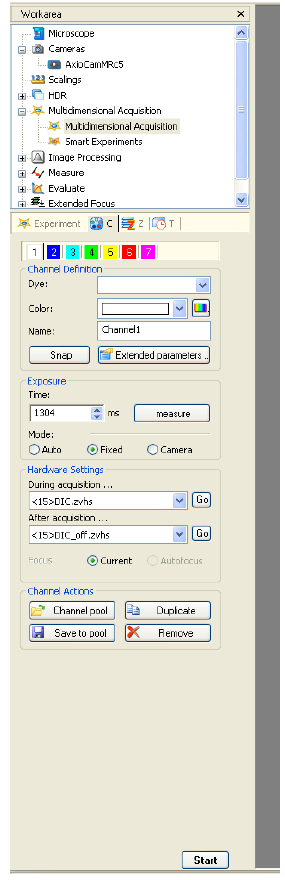 Workarea
Microscope
Cameras
AxioCamMRc5
123 Scalings
HDR
Multidimensional Acquisition
Multidimensional Acquisition
Smart Experiments
Image Processing
Measure
Evaluate
Extended Focus
Experiment C Z T
1 2 3 4 5 6 7
Channel Definition
Dye:
Color:
Name: Channel1
Snap Extended parameters ..
Exposure
Time:
1304 ms measure
Mode:
Auto Fixed Camera
Hardware Settings
During acquisition ...
<15>DIC.zvhs Go
After acquisition ...
<15>DIC_off.zvhs Go
Focus Current Autofocus
Channel Actions
Channel pool Duplicate
Save to pool Remove
Start